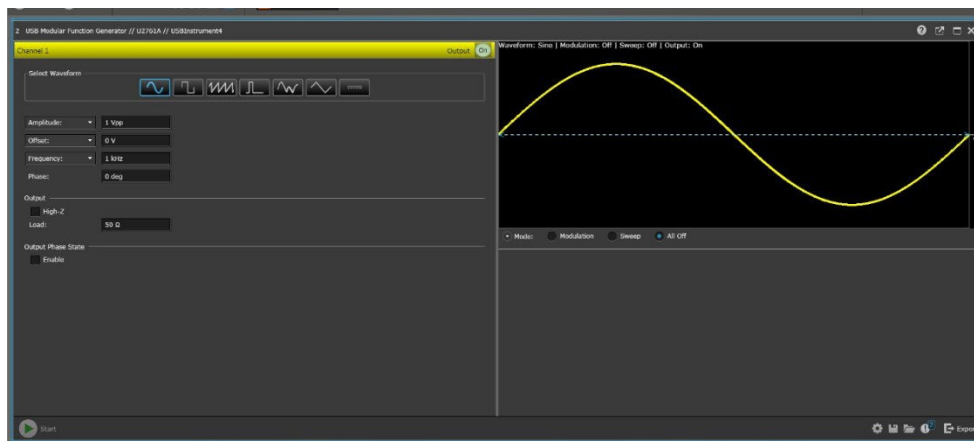 2 USB Modular Function Generator // U2761A // USBInstrument4
Channel 1 Output On
Waveform: Sine | Modulation: Off | Sweep: Off | Output: On
Select Waveform
Amplitude: 1 Vpp
Offset: 0 V
Frequency: 1 kHz
Phase: 0 deg
Output
High-Z
Load: 50 Ω
Output Phase State
Enable
Mode: Modulation Sweep All Off
Start
Export